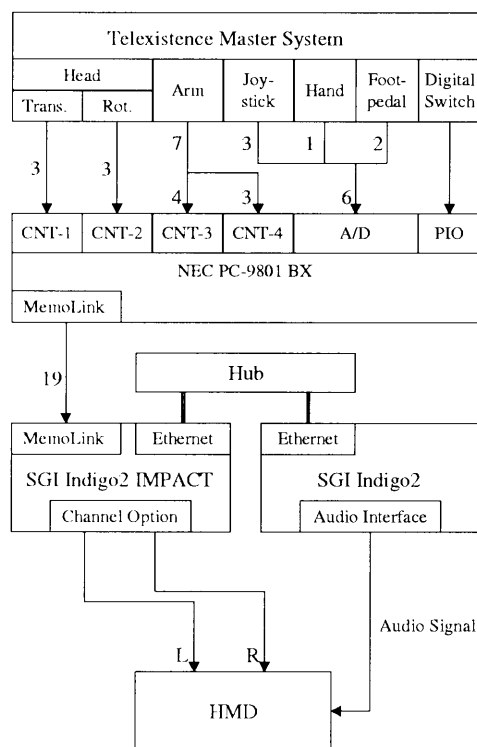 Telexistence Master System
Head
Trans.
Rot.
Arm
Joy-
stick
Hand
Foot-
pedal
Digital
Switch
3
3
7
3
1
2
4
3
6
CNT-1
CNT-2
CNT-3
CNT-4
A/D
PIO
NEC PC-9801 BX
MemoLink
19
Hub
MemoLink
Ethernet
SGI Indigo2 IMPACT
Channel Option
Ethernet
SGI Indigo2
Audio Interface
Audio Signal
L
R
HMD